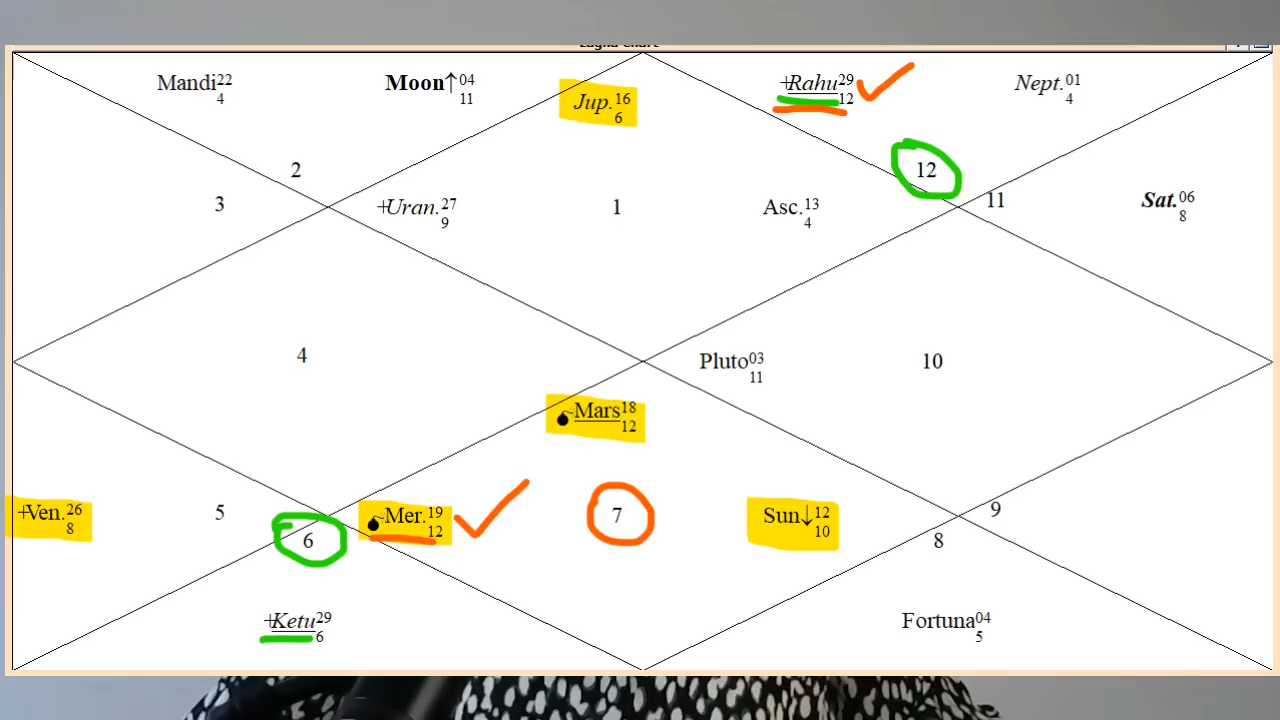 Lagna Chart
Mandi 22 4
Moon↑ 04 11
Jup. 16 6
+Rahu 29 12
Nept. 01 4
2
12
3
+Uran. 27 9
1
Asc. 13 4
11
Sat. 06 8
4
Pluto 03 11
10
~Mars 18 12
+Ven. 26 8
5
6
~Mer. 19 12
7
Sun↓ 12 10
9
8
+Ketu 29 6
Fortuna 04 5